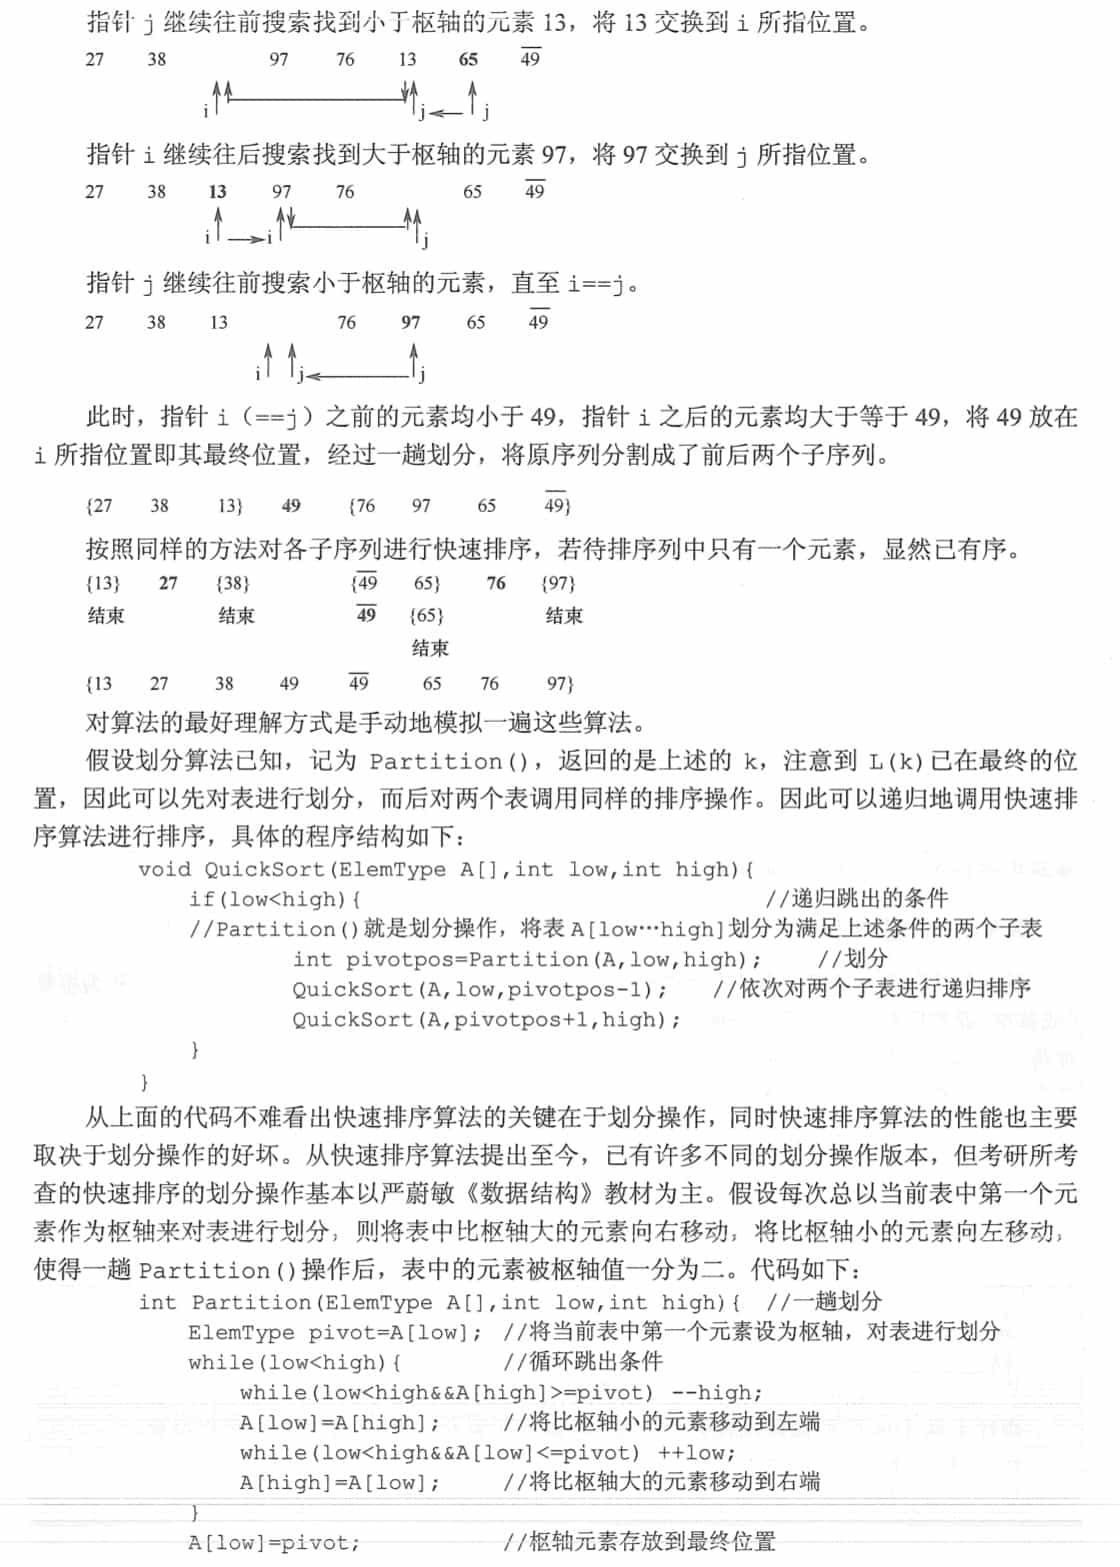 指针 j 继续往前搜索找到小于枢轴的元素 13，将 13 交换到 i 所指位置。
27 38 97 76 13 65 4̅9̅
i j j
指针 i 继续往后搜索找到大于枢轴的元素 97，将 97 交换到 j 所指位置。
27 38 13 97 76 65 4̅9̅
i i j
指针 j 继续往前搜索小于枢轴的元素，直至 i==j。
27 38 13 76 97 65 4̅9̅
i j j
此时，指针 i（==j）之前的元素均小于 49，指针 i 之后的元素均大于等于 49，将 49 放在
i 所指位置即其最终位置，经过一趟划分，将原序列分割成了前后两个子序列。
{27 38 13} 49 {76 97 65 4̅9̅}
按照同样的方法对各子序列进行快速排序，若待排序列中只有一个元素，显然已有序。
{13} 27 {38} {4̅9̅ 65} 76 {97}
结束 结束 4̅9̅ {65} 结束
结束
{13 27 38 49 4̅9̅ 65 76 97}
对算法的最好理解方式是手动地模拟一遍这些算法。
假设划分算法已知，记为 Partition()，返回的是上述的 k，注意到 L(k)已在最终的位
置，因此可以先对表进行划分，而后对两个表调用同样的排序操作。因此可以递归地调用快速排
序算法进行排序，具体的程序结构如下：
void QuickSort(ElemType A[],int low,int high){
if(low<high){ //递归跳出的条件
//Partition()就是划分操作，将表 A[low…high]划分为满足上述条件的两个子表
int pivotpos=Partition(A,low,high); //划分
QuickSort(A,low,pivotpos-1); //依次对两个子表进行递归排序
QuickSort(A,pivotpos+1,high);
}
}
从上面的代码不难看出快速排序算法的关键在于划分操作，同时快速排序算法的性能也主要
取决于划分操作的好坏。从快速排序算法提出至今，已有许多不同的划分操作版本，但考研所考
查的快速排序的划分操作基本以严蔚敏《数据结构》教材为主。假设每次总以当前表中第一个元
素作为枢轴来对表进行划分，则将表中比枢轴大的元素向右移动，将比枢轴小的元素向左移动，
使得一趟 Partition()操作后，表中的元素被枢轴值一分为二。代码如下：
int Partition(ElemType A[],int low,int high){ //一趟划分
ElemType pivot=A[low]; //将当前表中第一个元素设为枢轴，对表进行划分
while(low<high){ //循环跳出条件
while(low<high&&A[high]>=pivot) --high;
A[low]=A[high]; //将比枢轴小的元素移动到左端
while(low<high&&A[low]<=pivot) ++low;
A[high]=A[low]; //将比枢轴大的元素移动到右端
}
A[low]=pivot; //枢轴元素存放到最终位置